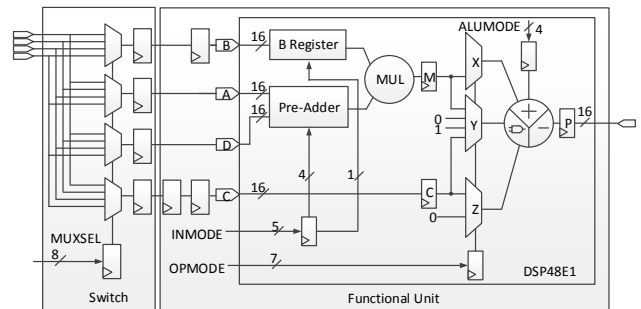 ALUMODE 4
B 16 B Register
X
MUL M
A 16
Pre-Adder
16
D
0
1
Y
P 16
4 1
C 16
C
Z
0
MUXSEL
8
INMODE 5
OPMODE 7
DSP48E1
Switch Functional Unit